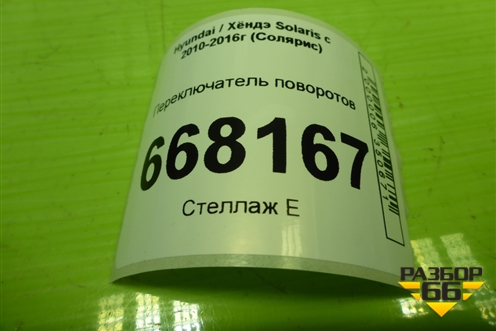 Hyundai / Хёндэ Solaris с
2010-2016г (Солярис)
Переключатель поворотов
668167
Стеллаж Е
РАЗБОР
66